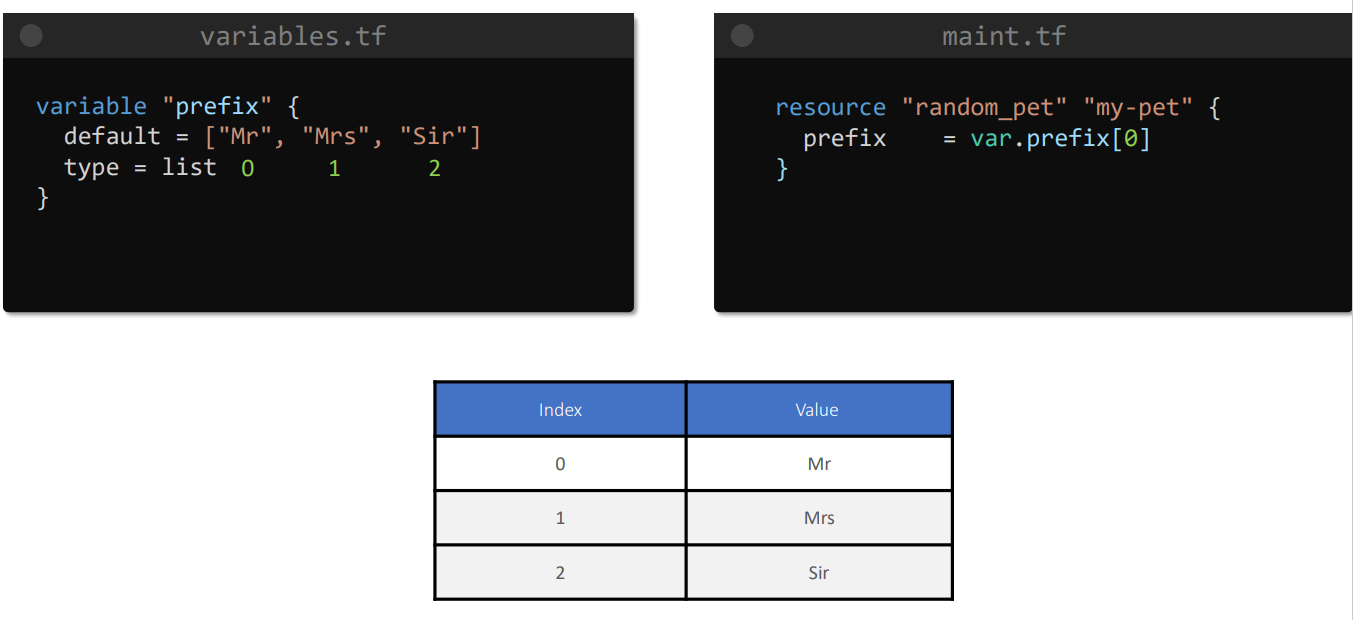 variables.tf
variable "prefix" {
  default = ["Mr", "Mrs", "Sir"]
  type = list 0 1 2
}
maint.tf
resource "random_pet" "my-pet" {
  prefix    = var.prefix[0]
}
Index Value
0 Mr
1 Mrs
2 Sir